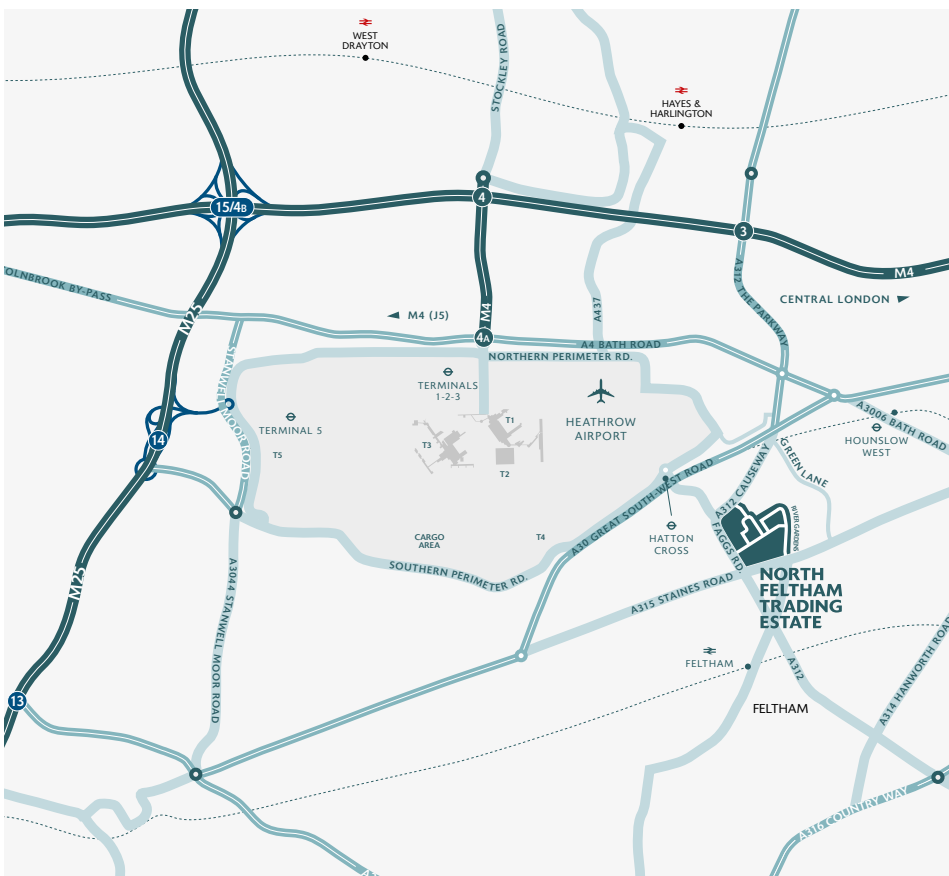 WEST
DRAYTON
STOCKLEY ROAD
HAYES &
HARLINGTON
15/4B
4
3
M4
A312 THE PARKWAY
CENTRAL LONDON
OLNBROOK BY-PASS
M25
M4 (J5)
M4
A437
4A
A4 BATH ROAD
NORTHERN PERIMETER RD.
STANWELL MOOR ROAD
TERMINALS
1-2-3
HEATHROW
AIRPORT
A3006 BATH ROAD
TERMINAL 5
T5
T3
T1
T2
HOUNSLOW
WEST
14
GREEN LANE
A312 CAUSEWAY
A30 GREAT SOUTH-WEST ROAD
HATTON
CROSS
FAGGS RD.
RIVER GARDENS
CARGO
AREA
T4
SOUTHERN PERIMETER RD.
M25
A3044 STANWELL MOOR ROAD
A315 STAINES ROAD
NORTH
FELTHAM
TRADING
ESTATE
FELTHAM
A312
A314 HANWORTH ROAD
13
FELTHAM
A316 COUNTRY WAY